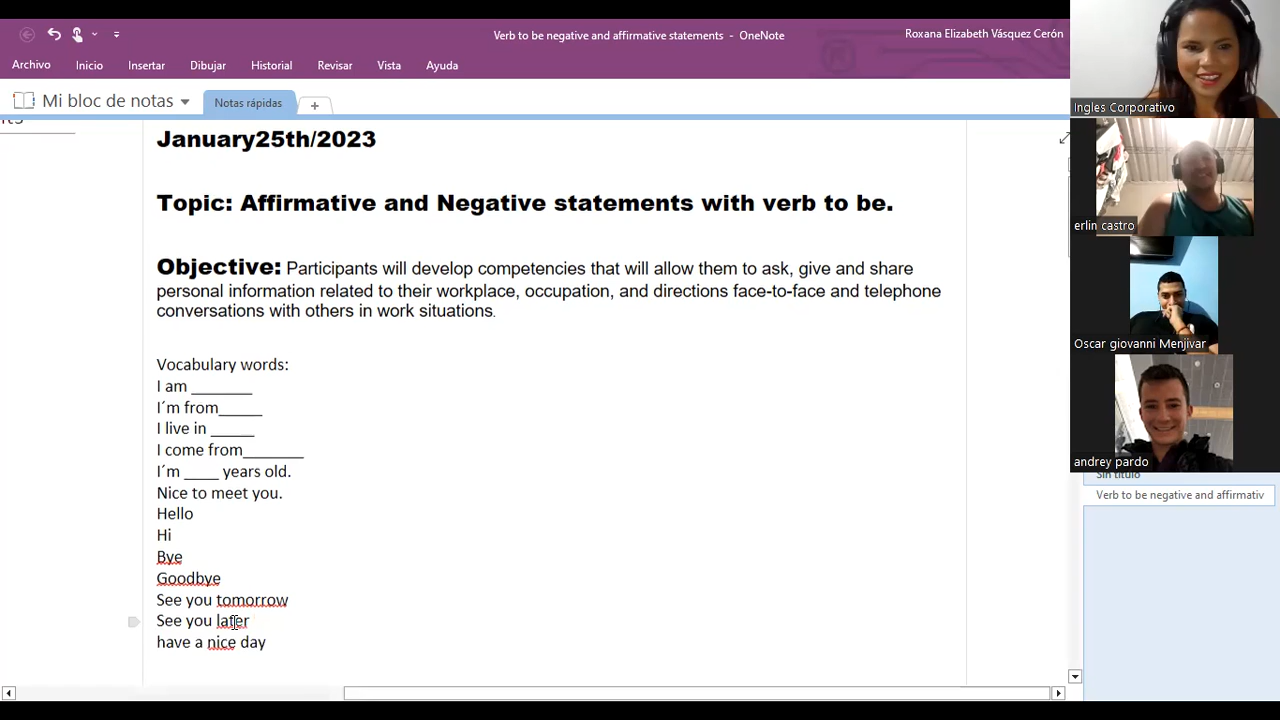 Verb to be negative and affirmative statements - OneNote
Roxana Elizabeth Vásquez Cerón
Archivo Inicio Insertar Dibujar Historial Revisar Vista Ayuda
Mi bloc de notas Notas rápidas
January25th/2023
Topic: Affirmative and Negative statements with verb to be.
Objective: Participants will develop competencies that will allow them to ask, give and share
personal information related to their workplace, occupation, and directions face-to-face and telephone
conversations with others in work situations.
Vocabulary words:
I am ________
I´m from_____
I live in _____
I come from_______
I´m ____ years old.
Nice to meet you.
Hello
Hi
Bye
Goodbye
See you tomorrow
See you later
have a nice day
Ingles Corporativo
erlin castro
Oscar giovanni Menjivar
andrey pardo
Sin título
Verb to be negative and affirmativ